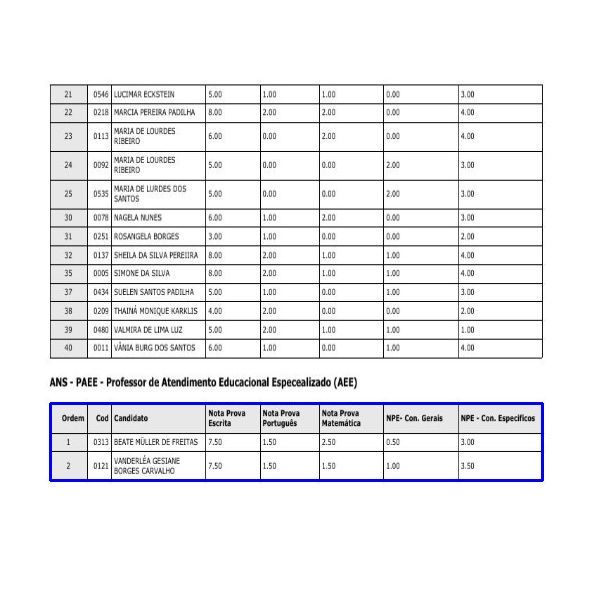 21 0546 LUCIMAR ECKSTEIN 5.00 1.00 1.00 0.00 3.00
22 0218 MARCIA PEREIRA PADILHA 8.00 2.00 2.00 0.00 4.00
23 0113 MARIA DE LOURDES RIBEIRO 6.00 0.00 2.00 0.00 4.00
24 0092 MARIA DE LOURDES RIBEIRO 5.00 0.00 0.00 2.00 3.00
25 0535 MARIA DE LURDES DOS SANTOS 5.00 0.00 0.00 2.00 3.00
30 0078 NAGELA NUNES 6.00 1.00 2.00 0.00 3.00
31 0251 ROSANGELA BORGES 3.00 1.00 0.00 0.00 2.00
32 0137 SHEILA DA SILVA PEREIIRA 8.00 2.00 1.00 1.00 4.00
35 0005 SIMONE DA SILVA 8.00 2.00 1.00 1.00 4.00
37 0434 SUELEN SANTOS PADILHA 5.00 1.00 0.00 1.00 3.00
38 0209 THAINÁ MONIQUE KARKLIS 4.00 2.00 0.00 0.00 2.00
39 0480 VALMIRA DE LIMA LUZ 5.00 2.00 1.00 1.00 1.00
40 0011 VÂNIA BURG DOS SANTOS 6.00 1.00 0.00 1.00 4.00
ANS - PAEE - Professor de Atendimento Educacional Especealizado (AEE)
Ordem Cod Candidato Nota Prova Escrita Nota Prova Português Nota Prova Matemática NPE- Con. Gerais NPE - Con. Específicos
1 0313 BEATE MÜLLER DE FREITAS 7.50 1.50 2.50 0.50 3.00
2 0121 VANDERLÉA GESIANE BORGES CARVALHO 7.50 1.50 1.50 1.00 3.50